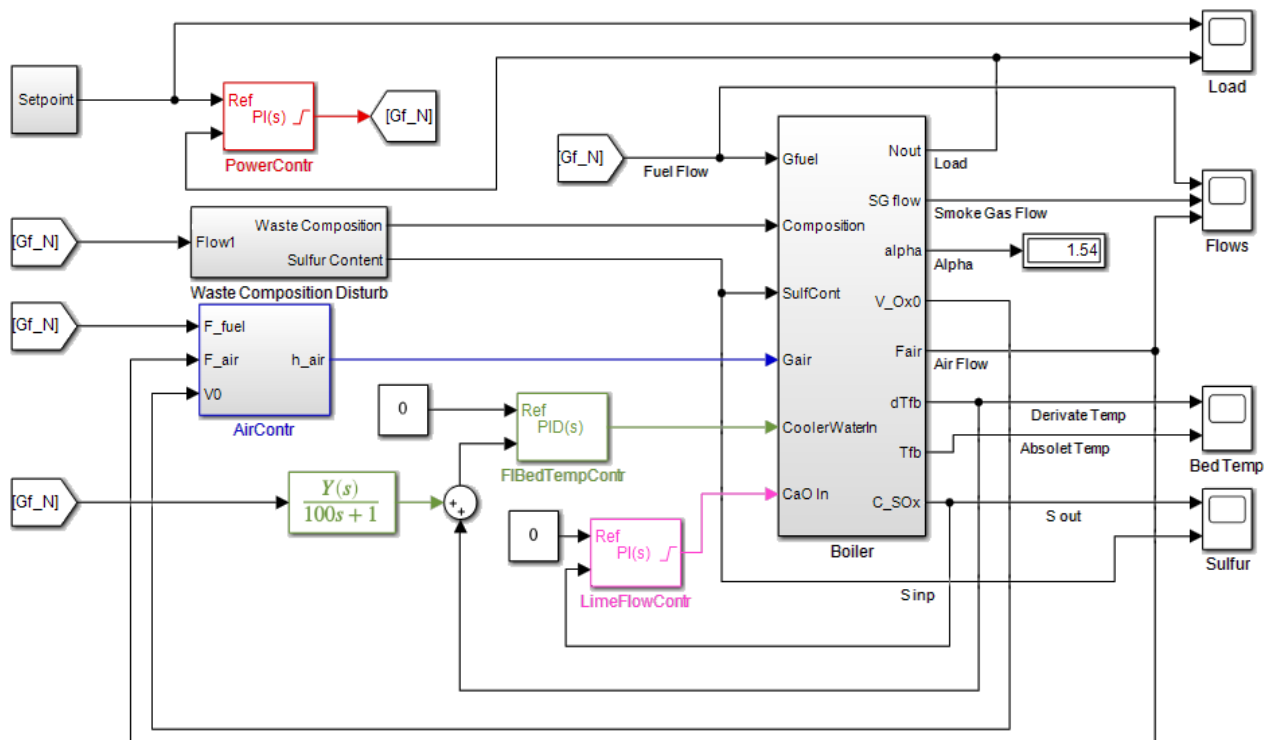 Load
Setpoint
Ref
PI(s)
PowerContr
[Gf_N]
[Gf_N]
Fuel Flow
Gfuel
Composition
SulfCont
Gair
CoolerWaterIn
CaO In
Nout
SG flow
alpha
V_Ox0
Fair
dTfb
Tfb
C_SOx
Boiler
Load
Smoke Gas Flow
Alpha
1.54
Air Flow
Derivate Temp
Absolet Temp
S out
S inp
Flows
Bed Temp
Sulfur
[Gf_N]
Flow1
Waste Composition
Sulfur Content
Waste Composition Disturb
[Gf_N]
F_fuel
F_air
V0
h_air
AirContr
0
Ref
PID(s)
FlBedTempContr
[Gf_N]
Y(s)
100s + 1
++
0
Ref
PI(s)
LimeFlowContr